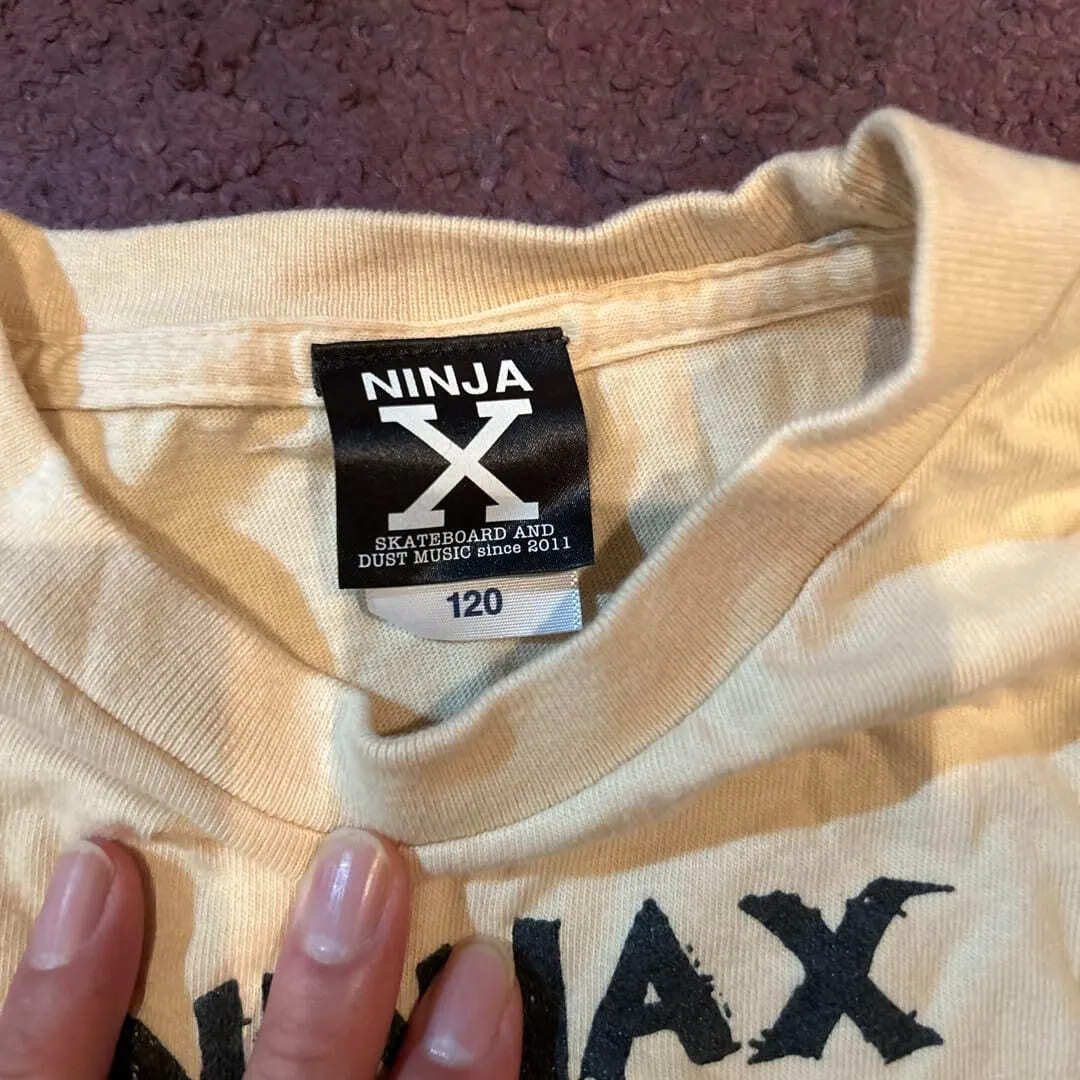 NINJA
X
SKATEBOARD AND
DUST MUSIC since 2011
120